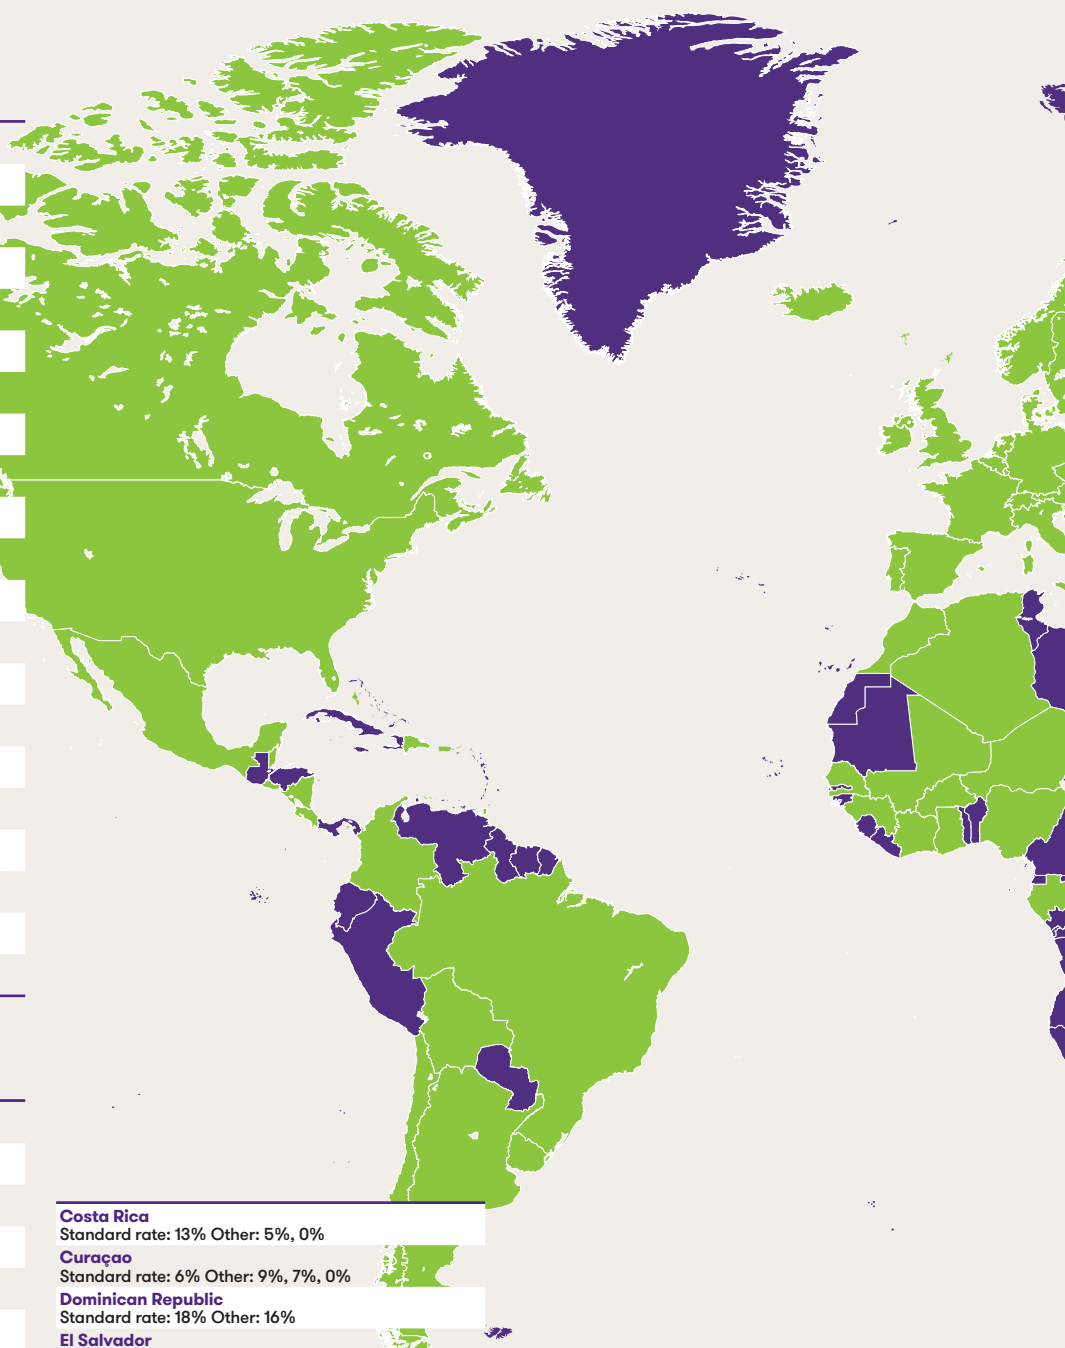 Costa Rica
Standard rate: 13% Other: 5%, 0%
Curaçao
Standard rate: 6% Other: 9%, 7%, 0%
Dominican Republic
Standard rate: 18% Other: 16%
El Salvador